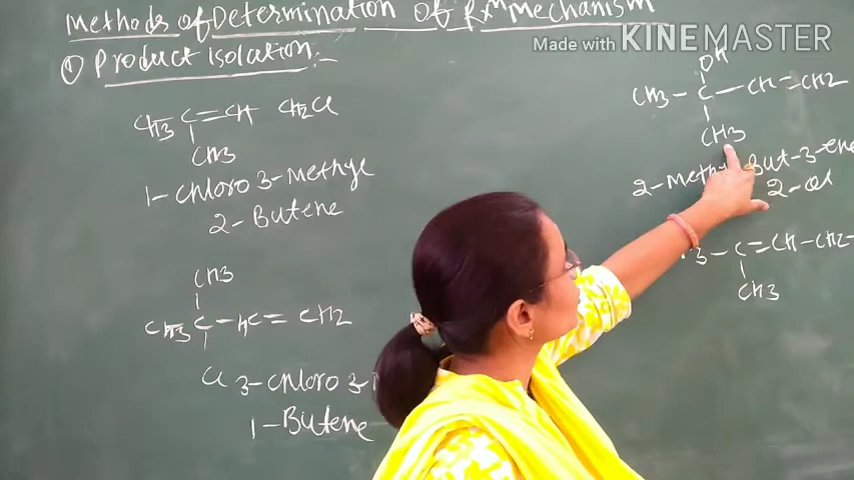 Methods of Determination of Rxⁿ Mechanism
Made with KINEMASTER
① Product Isolation :-
CH3 C=CH CH2Cl
CH3
1-Chloro 3-Methyl
2-Butene
CH3
CH3 C - HC = CH2
Cl 3-Chloro 3-
1-Butene
OH
CH3 - C - CH = CH2
CH3
2-Methyl But-3-ene
2-ol
3 - C = CH - CH2 -
CH3